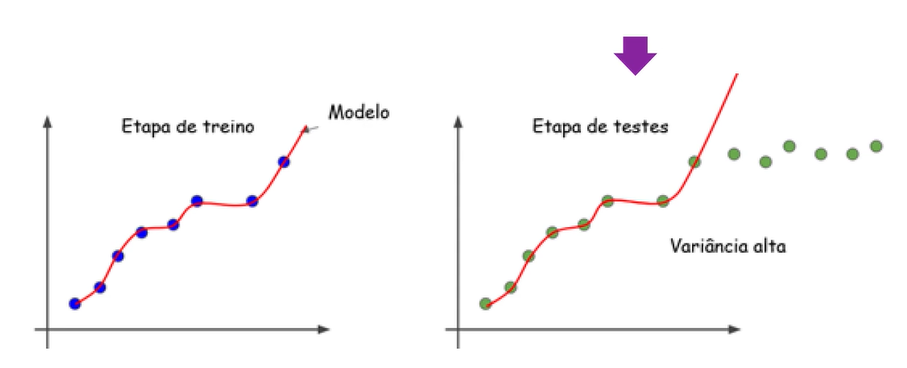 Etapa de treino
Modelo
Etapa de testes
Variância alta